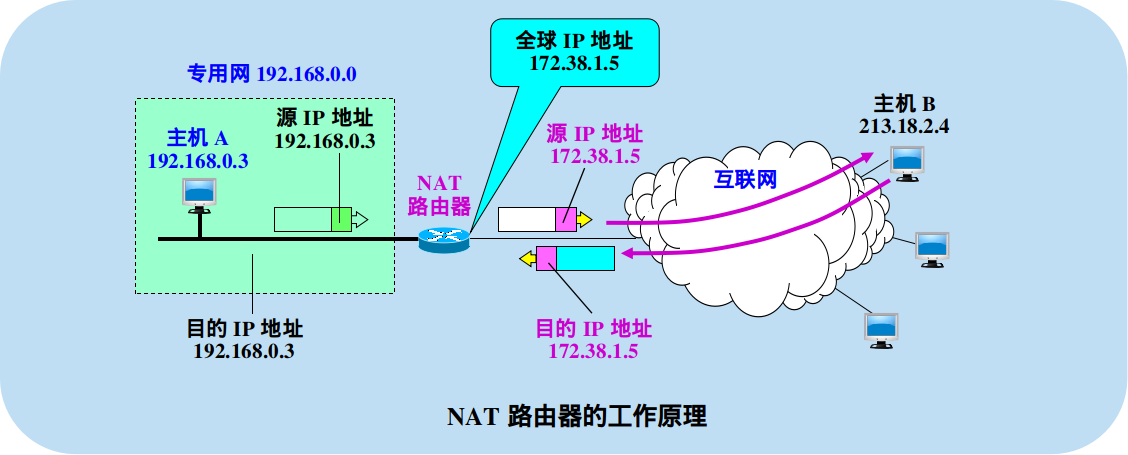 全球 IP 地址
172.38.1.5
专用网 192.168.0.0
主机 A
192.168.0.3
源 IP 地址
192.168.0.3
NAT
路由器
源 IP 地址
172.38.1.5
互联网
主机 B
213.18.2.4
目的 IP 地址
192.168.0.3
目的 IP 地址
172.38.1.5
NAT 路由器的工作原理